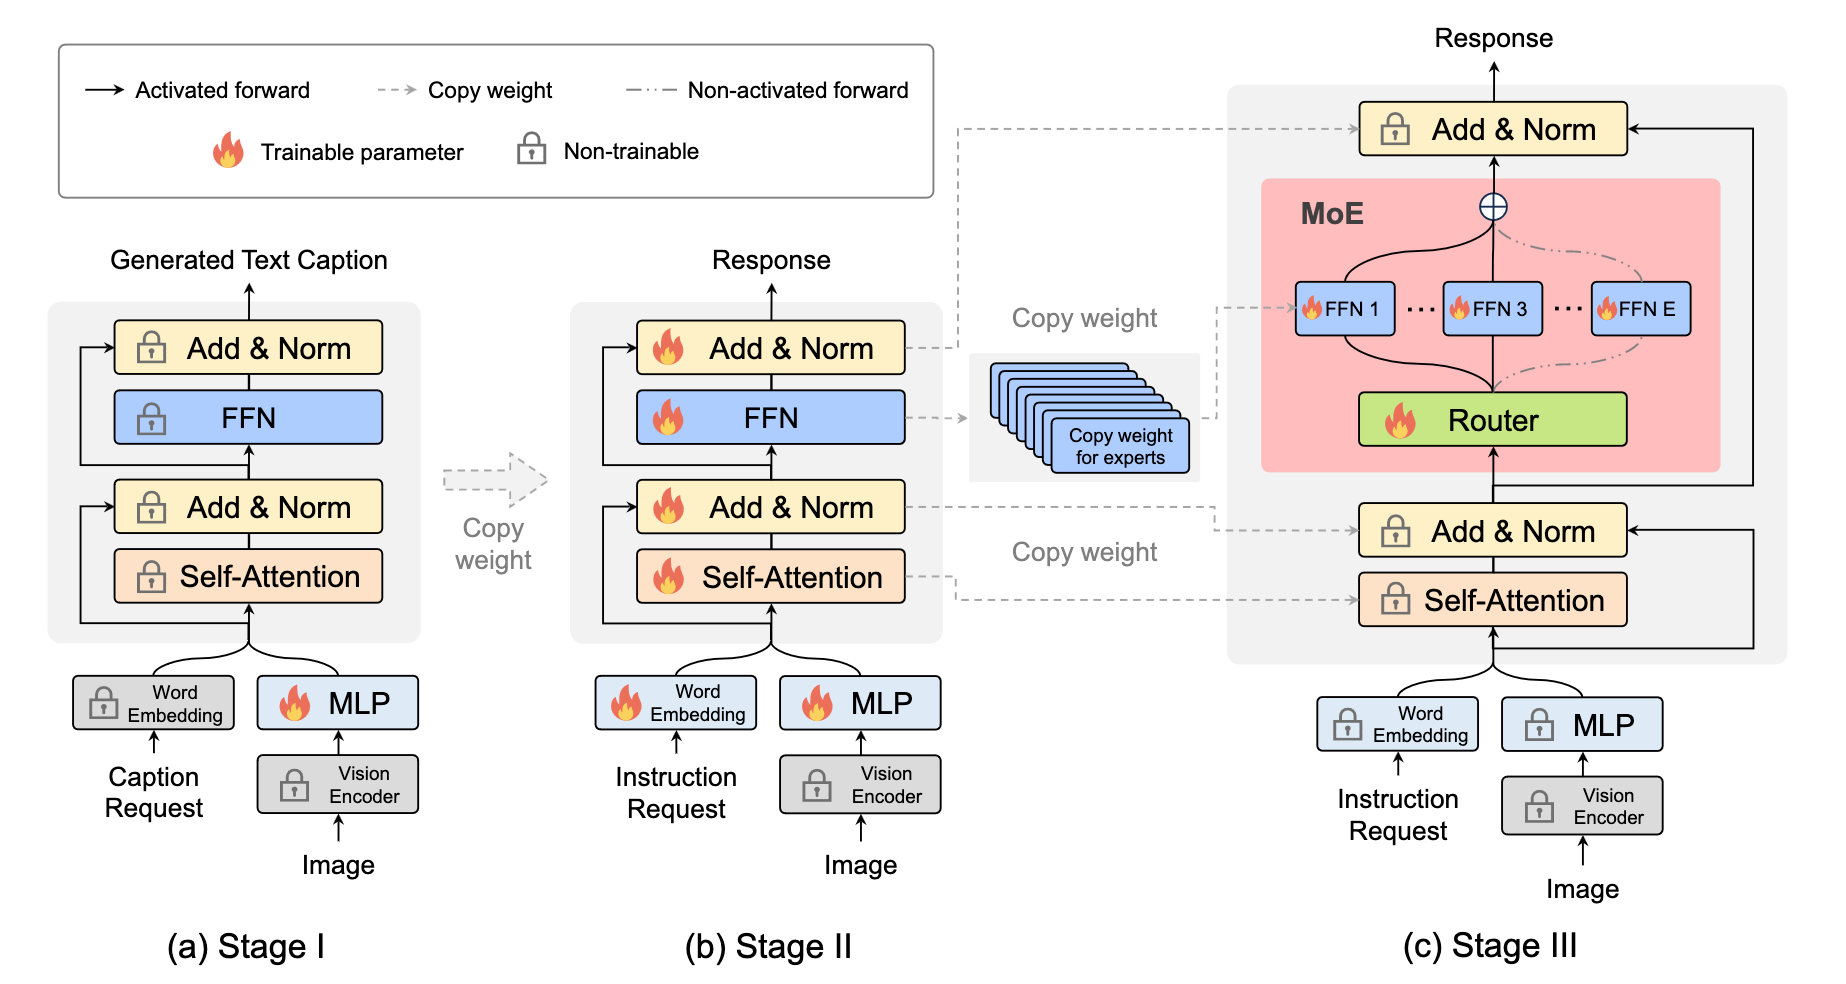 Activated forward
Copy weight
Non-activated forward
Trainable parameter
Non-trainable
Generated Text Caption
Add & Norm
FFN
Add & Norm
Self-Attention
Word
Embedding
MLP
Caption
Request
Vision
Encoder
Image
(a) Stage I
Copy
weight
Response
Add & Norm
FFN
Add & Norm
Self-Attention
Word
Embedding
MLP
Instruction
Request
Vision
Encoder
Image
(b) Stage II
Copy weight
Copy weight
for experts
Copy weight
Response
Add & Norm
MoE
FFN 1
...
FFN 3
...
FFN E
Router
Add & Norm
Self-Attention
Word
Embedding
MLP
Instruction
Request
Vision
Encoder
Image
(c) Stage III